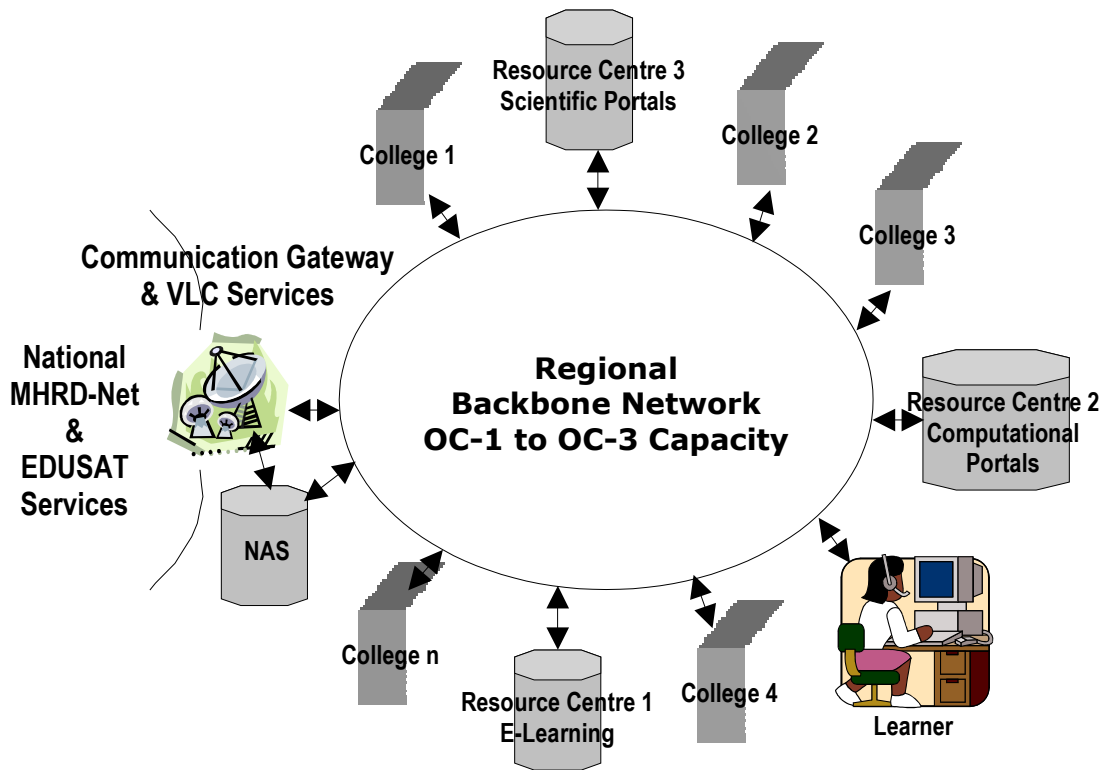 Resource Centre 3
Scientific Portals
College 1
College 2
College 3
Communication Gateway
& VLC Services
National
MHRD-Net
&
EDUSAT
Services
Regional
Backbone Network
OC-1 to OC-3 Capacity
Resource Centre 2
Computational
Portals
NAS
College n
Resource Centre 1
E-Learning
College 4
Learner